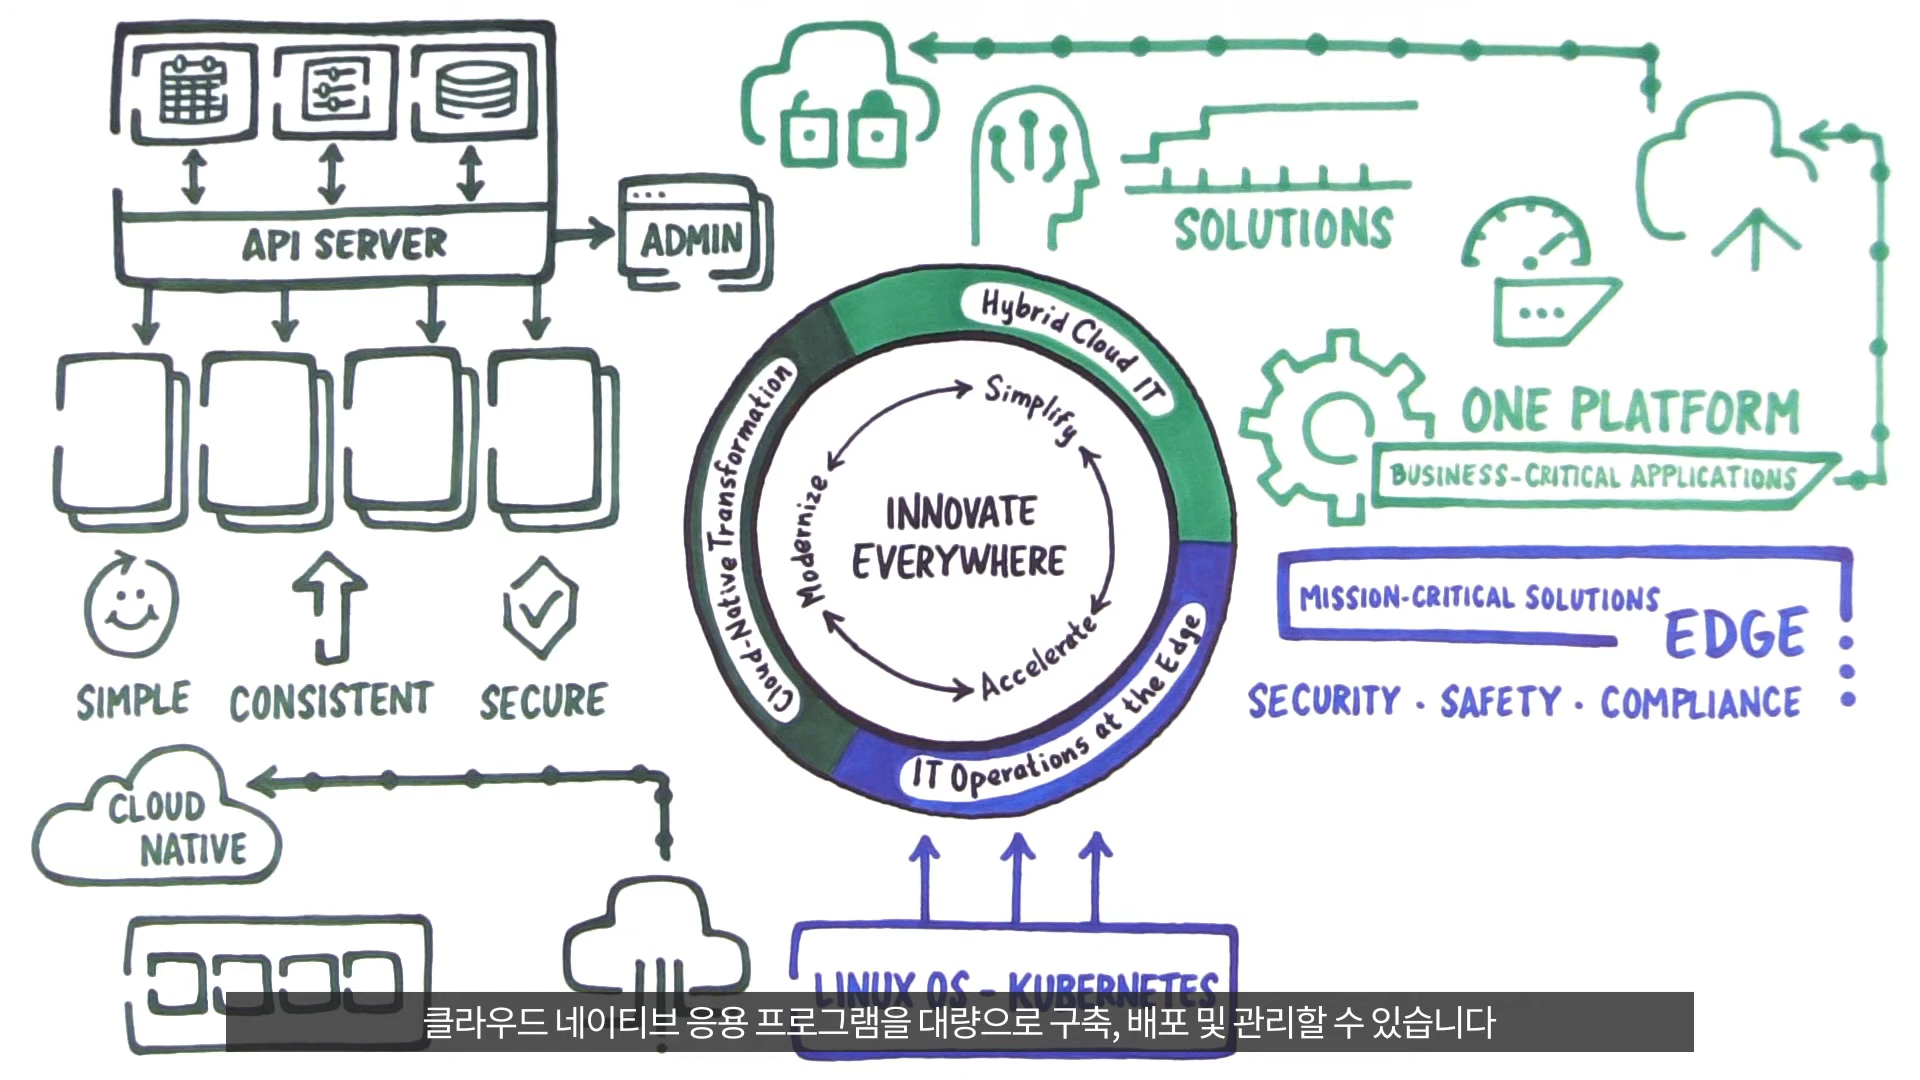 API SERVER
ADMIN
SIMPLE
CONSISTENT
SECURE
CLOUD
NATIVE
SOLUTIONS
ONE PLATFORM
BUSINESS-CRITICAL APPLICATIONS
Hybrid Cloud IT
Cloud-Native Transformation
IT Operations at the Edge
Simplify
Modernize
Accelerate
INNOVATE
EVERYWHERE
MISSION-CRITICAL SOLUTIONS
EDGE
SECURITY · SAFETY · COMPLIANCE
LINUX OS - KUBERNETES
클라우드 네이티브 응용 프로그램을 대량으로 구축, 배포 및 관리할 수 있습니다